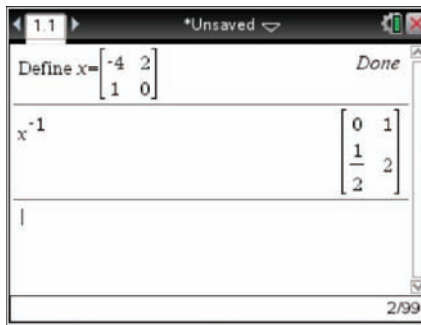 1.1 *Unsaved
Define x=[-4 2
1 0] Done
x^-1 [0 1
1/2 2]
2/99